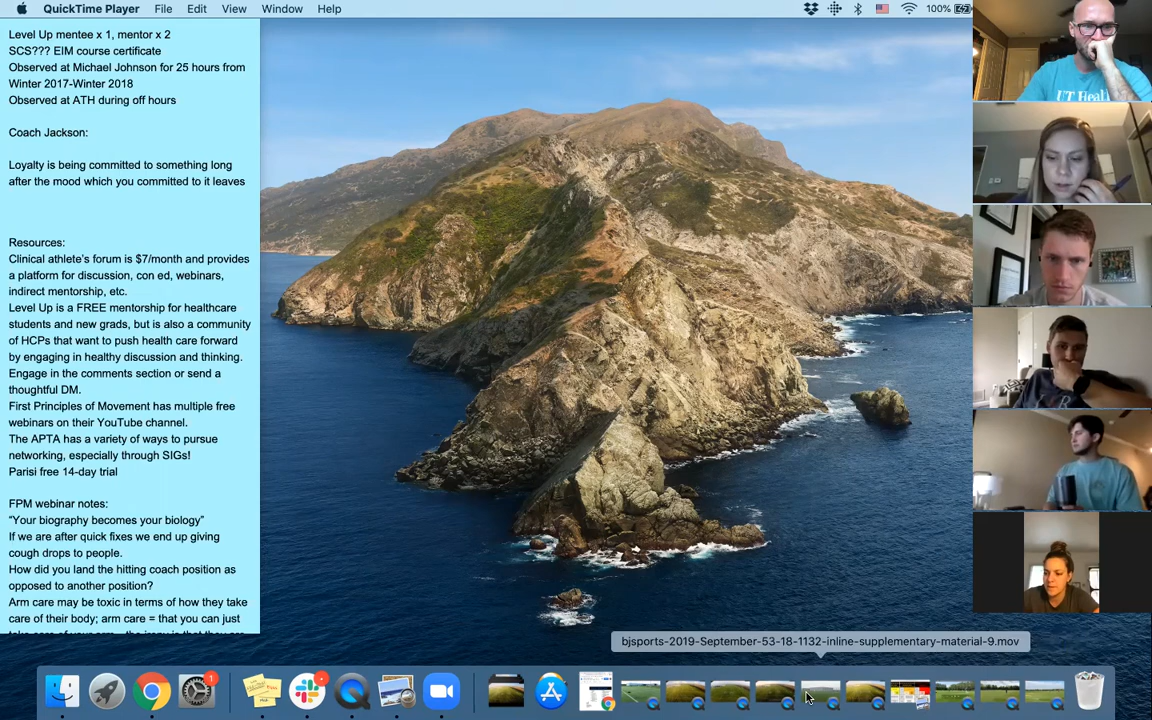 QuickTime Player File Edit View Window Help 100%
Level Up mentee x 1, mentor x 2
SCS??? EIM course certificate
Observed at Michael Johnson for 25 hours from
Winter 2017-Winter 2018
Observed at ATH during off hours
Coach Jackson:
Loyalty is being committed to something long
after the mood which you committed to it leaves
Resources:
Clinical athlete's forum is $7/month and provides
a platform for discussion, con ed, webinars,
indirect mentorship, etc.
Level Up is a FREE mentorship for healthcare
students and new grads, but is also a community
of HCPs that want to push health care forward
by engaging in healthy discussion and thinking.
Engage in the comments section or send a
thoughtful DM.
First Principles of Movement has multiple free
webinars on their YouTube channel.
The APTA has a variety of ways to pursue
networking, especially through SIGs!
Parisi free 14-day trial
FPM webinar notes:
“Your biography becomes your biology”
If we are after quick fixes we end up giving
cough drops to people.
How did you land the hitting coach position as
opposed to another position?
Arm care may be toxic in terms of how they take
care of their body; arm care = that you can just
UT Heal
bjsports-2019-September-53-18-1132-inline-supplementary-material-9.mov
1